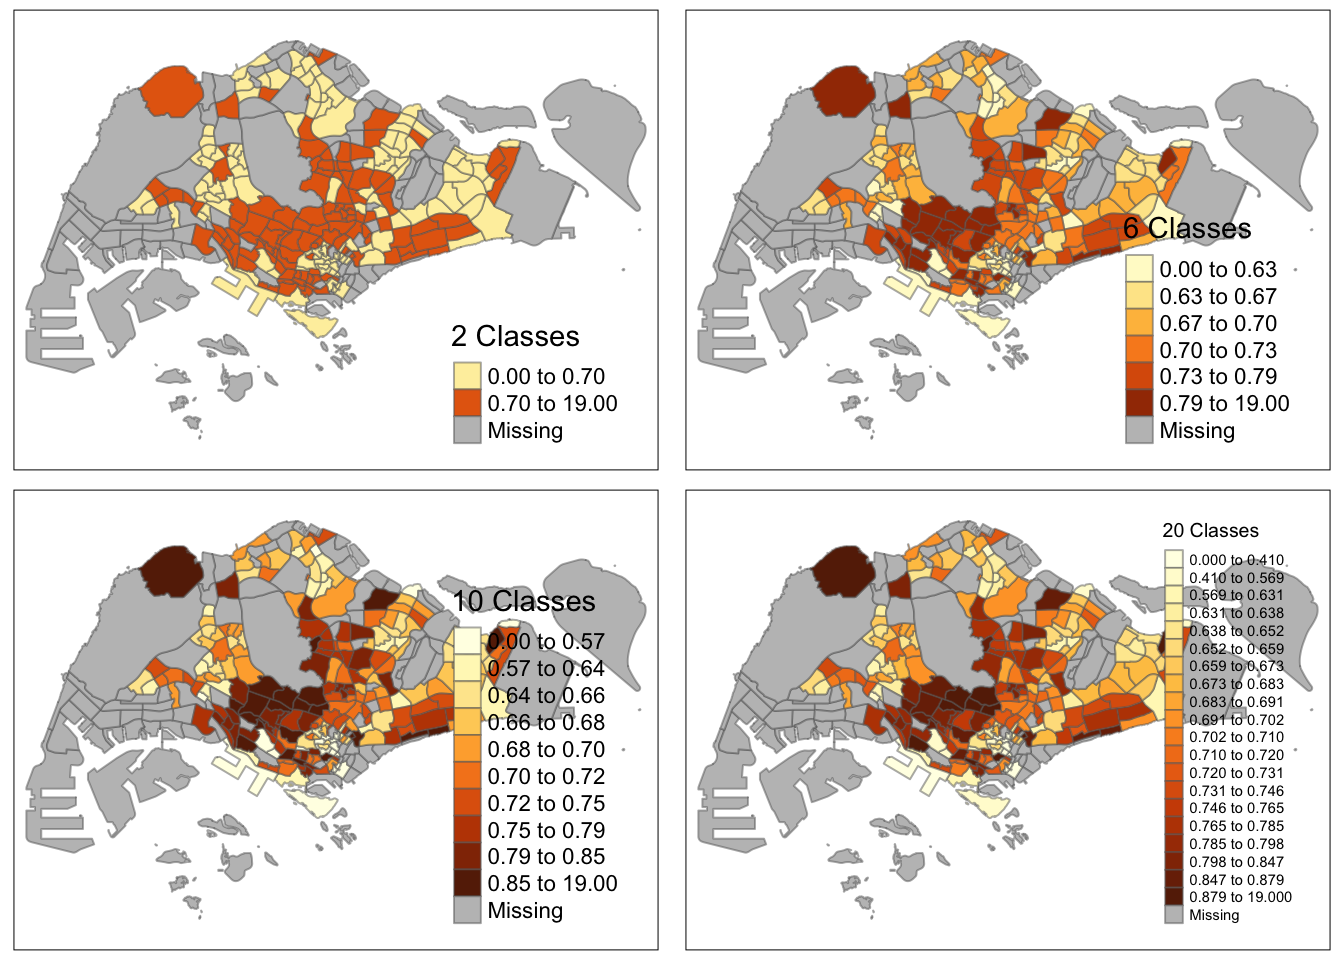 2 Classes
0.00 to 0.70
0.70 to 19.00
Missing
6 Classes
0.00 to 0.63
0.63 to 0.67
0.67 to 0.70
0.70 to 0.73
0.73 to 0.79
0.79 to 19.00
Missing
10 Classes
0.00 to 0.57
0.57 to 0.64
0.64 to 0.66
0.66 to 0.68
0.68 to 0.70
0.70 to 0.72
0.72 to 0.75
0.75 to 0.79
0.79 to 0.85
0.85 to 19.00
Missing
20 Classes
0.000 to 0.410
0.410 to 0.569
0.569 to 0.631
0.631 to 0.638
0.638 to 0.652
0.652 to 0.659
0.659 to 0.673
0.673 to 0.683
0.683 to 0.691
0.691 to 0.702
0.702 to 0.710
0.710 to 0.720
0.720 to 0.731
0.731 to 0.746
0.746 to 0.765
0.765 to 0.785
0.785 to 0.798
0.798 to 0.847
0.847 to 0.879
0.879 to 19.000
Missing